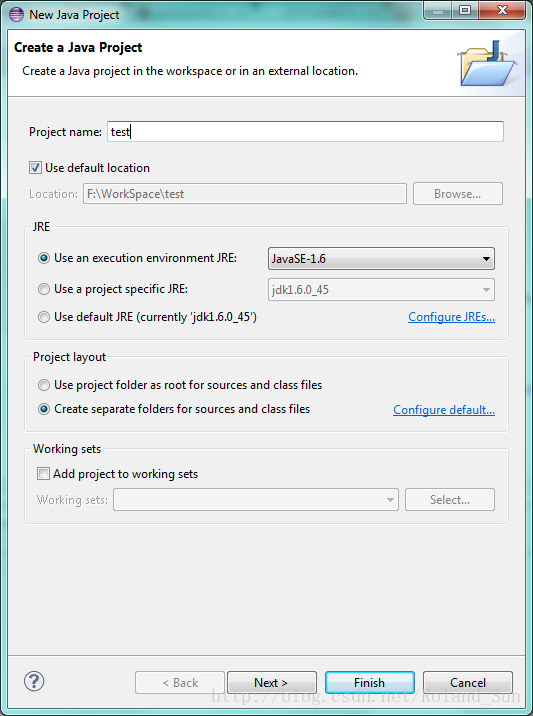 New Java Project
Create a Java Project
Create a Java project in the workspace or in an external location.
Project name: test
Use default location
Location: F:\WorkSpace\test Browse...
JRE
Use an execution environment JRE: JavaSE-1.6
Use a project specific JRE: jdk1.6.0_45
Use default JRE (currently 'jdk1.6.0_45') Configure JREs...
Project layout
Use project folder as root for sources and class files
Create separate folders for sources and class files Configure default...
Working sets
Add project to working sets
Working sets: Select...
? < Back Next > Finish Cancel
http://blog.csdn.net/Roland_Sun